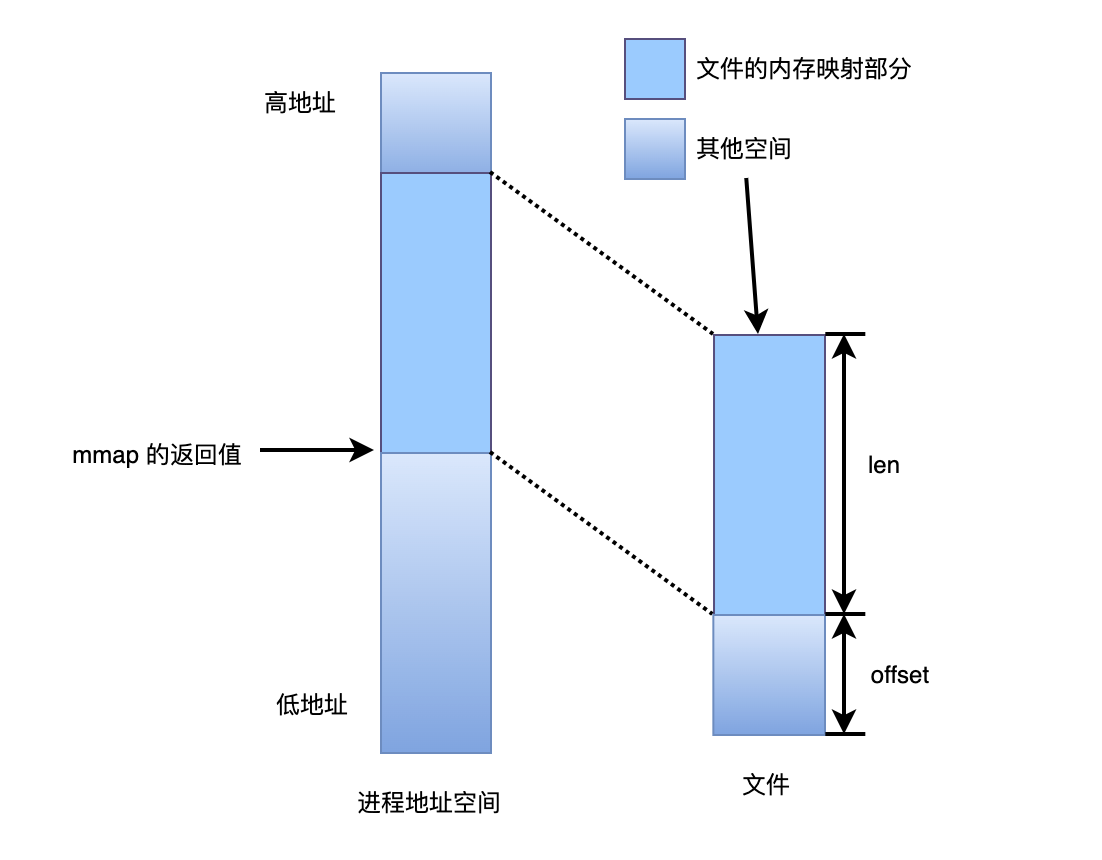 文件的内存映射部分
高地址
其他空间
mmap 的返回值
len
offset
低地址
文件
进程地址空间